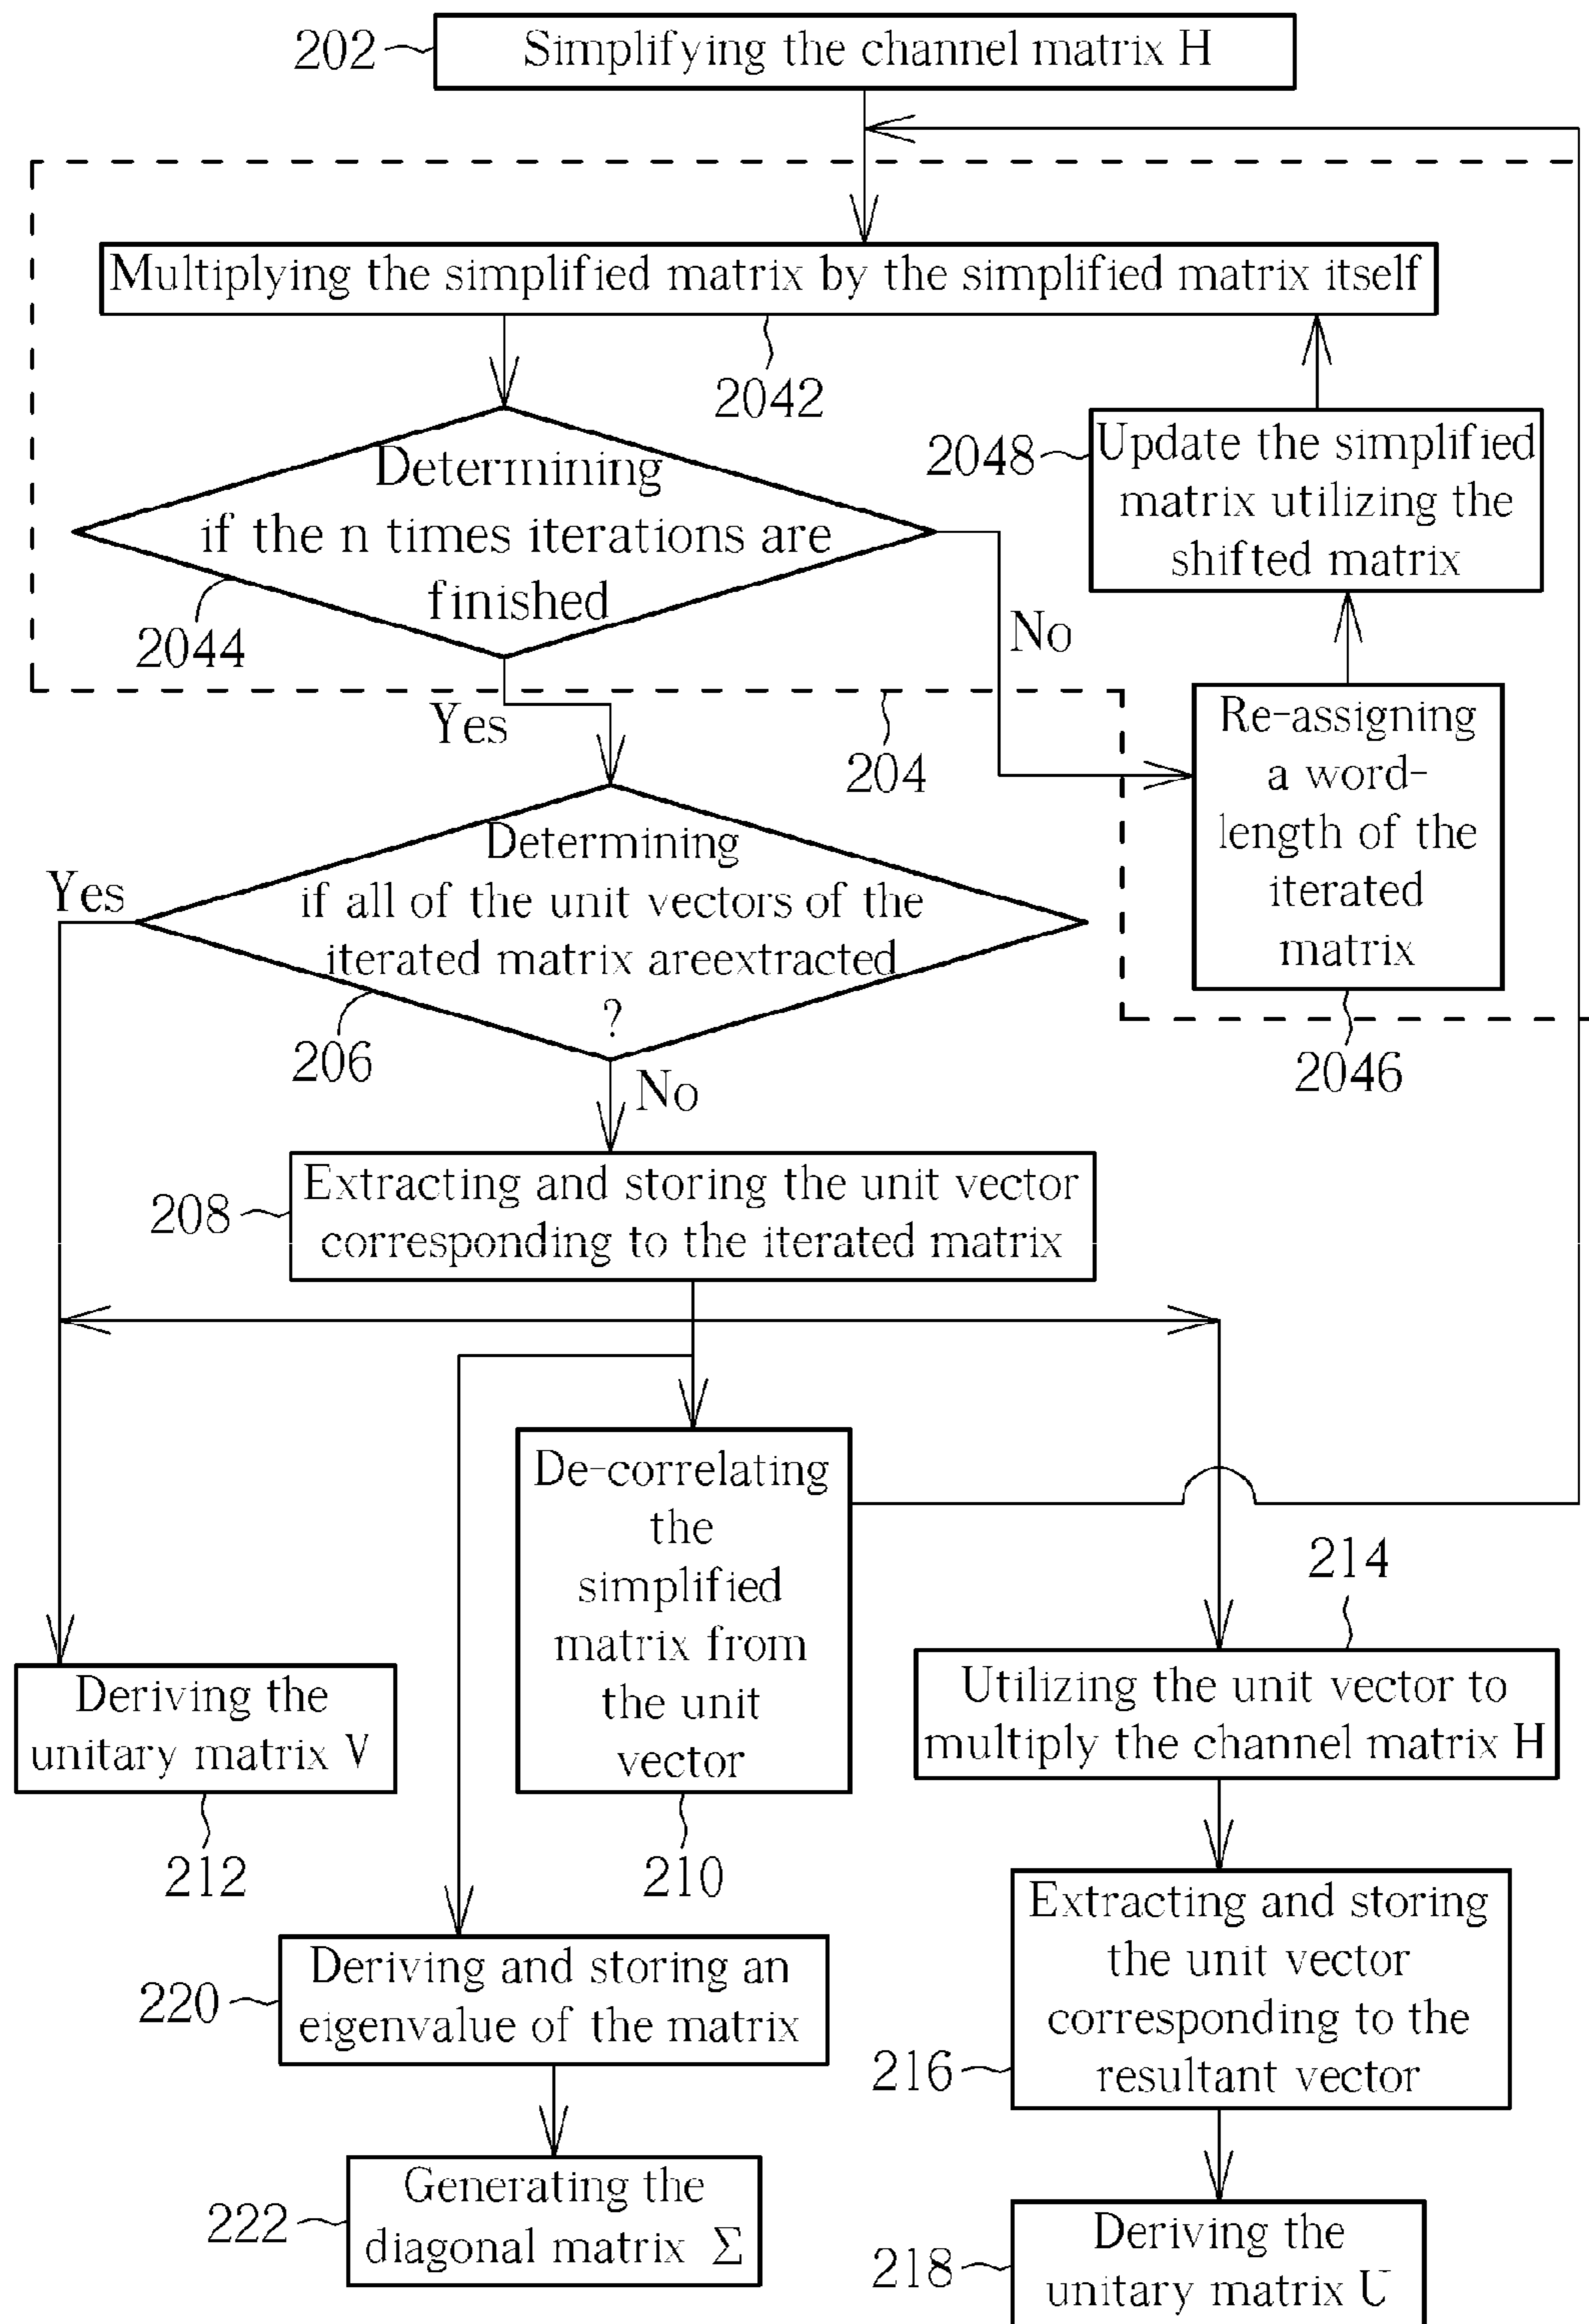 202
Simplifying the channel matrix H
Multiplying the simplified matrix by the simplified matrix itself
2042
Determining
if the n times iterations are
finished
2044
2048
Update the simplified
matrix utilizing the
shifted matrix
No
Yes
204
Re-assigning
a word-
length of the
iterated
matrix
2046
Determining
if all of the unit vectors of the
iterated matrix areextracted
?
Yes
206
No
208
Extracting and storing the unit vector
corresponding to the iterated matrix
De-correlating
the
simplified
matrix from
the unit
vector
210
214
Utilizing the unit vector to
multiply the channel matrix H
Deriving the
unitary matrix V
212
Extracting and storing
the unit vector
corresponding to the
resultant vector
216
220
Deriving and storing an
eigenvalue of the matrix
222
Generating the
diagonal matrix Σ
218
Deriving the
unitary matrix U